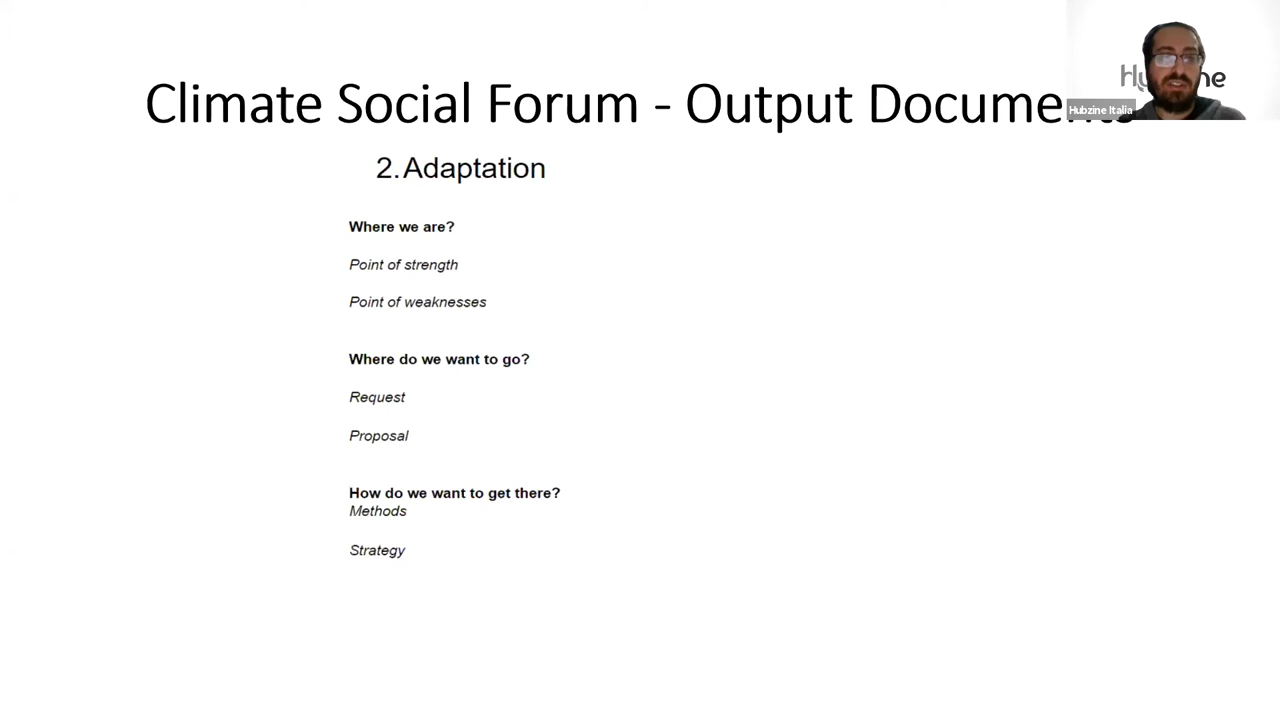 Climate Social Forum - Output Documents
Hubzine Italia
2. Adaptation
Where we are?
Point of strength
Point of weaknesses
Where do we want to go?
Request
Proposal
How do we want to get there?
Methods
Strategy